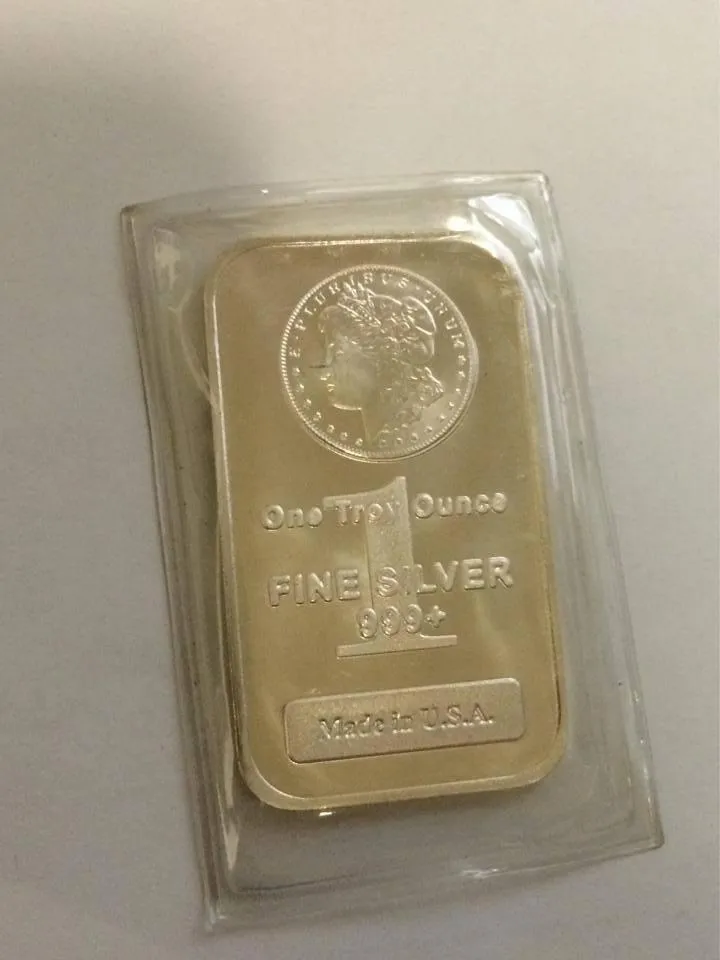 E·PLURIBUS·UNUM
1
One Troy Ounce
FINE SILVER
999+
Made in U.S.A.